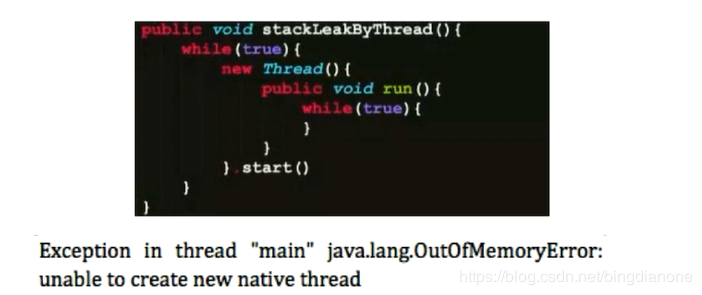 public void stackLeakByThread(){
while(true){
new Thread(){
public void run(){
while(true){
}
}
}.start()
}
}
Exception in thread "main" java.lang.OutOfMemoryError:
unable to create new native thread
https://blog.csdn.net/bingdianone